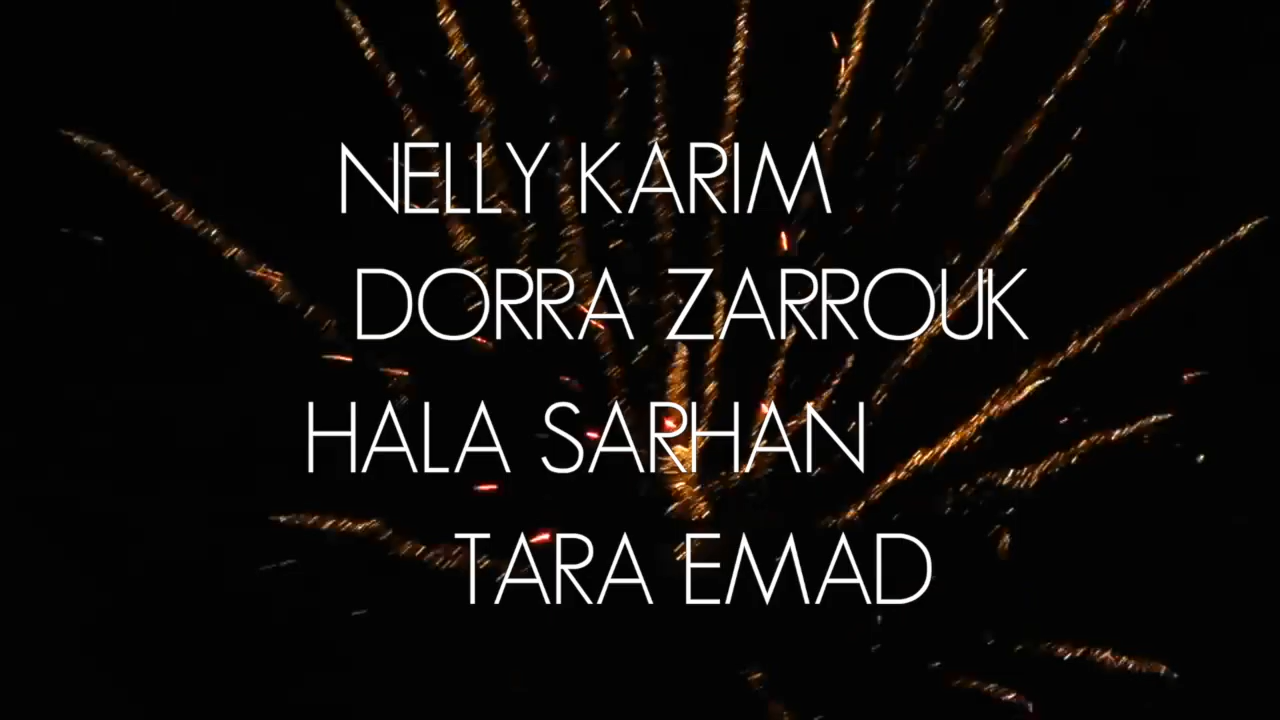 NELLY KARIM
DORRA ZARROUK
HALA SARHAN
TARA EMAD